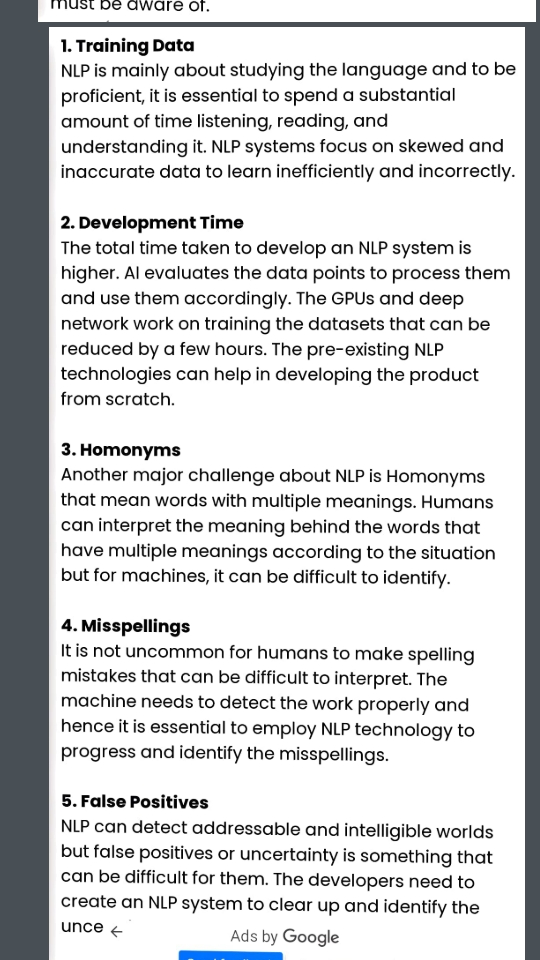 must be aware of.
1. Training Data
NLP is mainly about studying the language and to be
proficient, it is essential to spend a substantial
amount of time listening, reading, and
understanding it. NLP systems focus on skewed and
inaccurate data to learn inefficiently and incorrectly.
2. Development Time
The total time taken to develop an NLP system is
higher. AI evaluates the data points to process them
and use them accordingly. The GPUs and deep
network work on training the datasets that can be
reduced by a few hours. The pre-existing NLP
technologies can help in developing the product
from scratch.
3. Homonyms
Another major challenge about NLP is Homonyms
that mean words with multiple meanings. Humans
can interpret the meaning behind the words that
have multiple meanings according to the situation
but for machines, it can be difficult to identify.
4. Misspellings
It is not uncommon for humans to make spelling
mistakes that can be difficult to interpret. The
machine needs to detect the work properly and
hence it is essential to employ NLP technology to
progress and identify the misspellings.
5. False Positives
NLP can detect addressable and intelligible worlds
but false positives or uncertainty is something that
can be difficult for them. The developers need to
create an NLP system to clear up and identify the
unce
Ads by Google